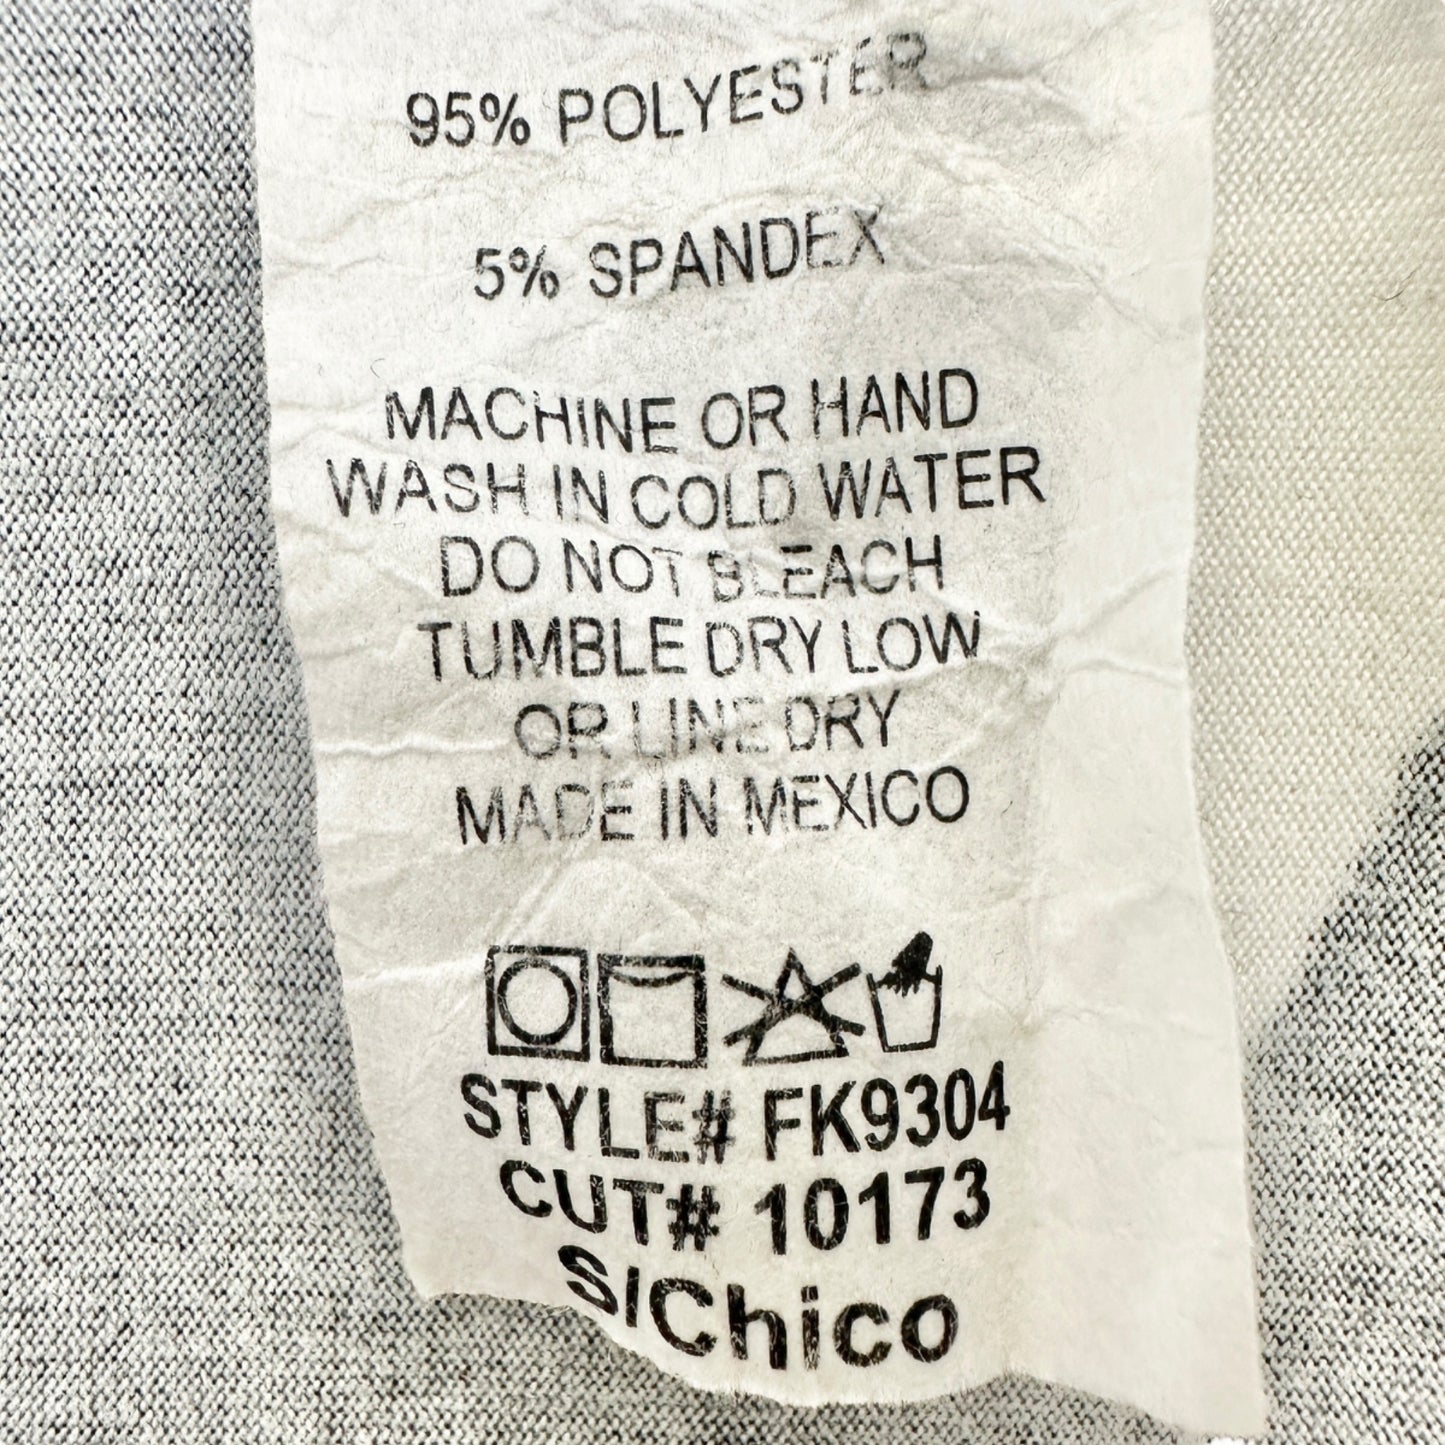 95% POLYESTER
5% SPANDEX
MACHINE OR HAND
WASH IN COLD WATER
DO NOT BLEACH
TUMBLE DRY LOW
OR LINE DRY
MADE IN MEXICO
STYLE# FK9304
CUT# 10173
S/Chico